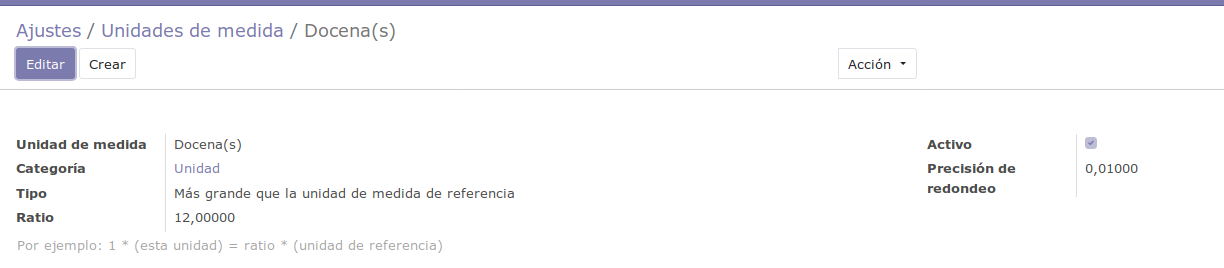 Ajustes / Unidades de medida / Docena(s)
Editar Crear Acción
Unidad de medida Docena(s) Activo
Categoría Unidad Precisión de redondeo 0,01000
Tipo Más grande que la unidad de medida de referencia
Ratio 12,00000
Por ejemplo: 1 * (esta unidad) = ratio * (unidad de referencia)